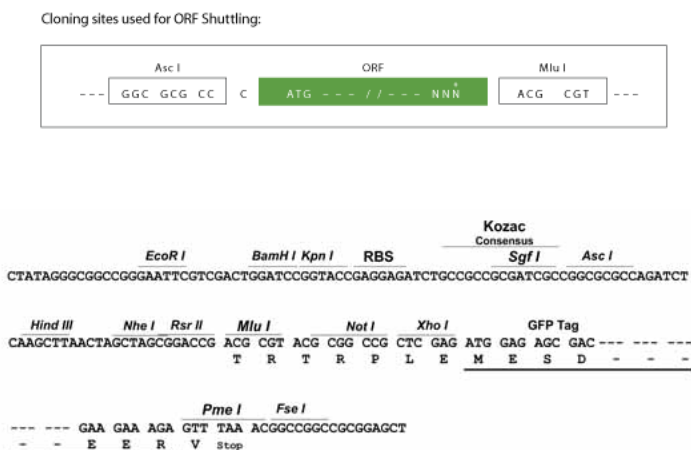 Cloning sites used for ORF Shuttling:
Asc I ORF Mlu I
--- GGC GCG CC C ATG --- // --- NNN* ACG CGT ---
Kozac
Consensus
EcoR I BamH I Kpn I RBS Sgf I Asc I
CTATAGGGCGGCCGGGAATTCGTCGACTGGATCCGGTACCGAGGAGATCTGCCGCCGCGATCGCCGGCGCGCCAGATCT
Hind III Nhe I Rsr II Mlu I Not I Xho I GFP Tag
CAAGCTTAACTAGCTAGCGGACCG ACG CGT ACG CGG CCG CTC GAG ATG GAG AGC GAC --- --- ---
T R T R P L E M E S D - - -
Pme I Fse I
--- --- GAA GAA AGA GTT TAA ACGGCCGGCCGCGGAGCT
- - E E R V Stop